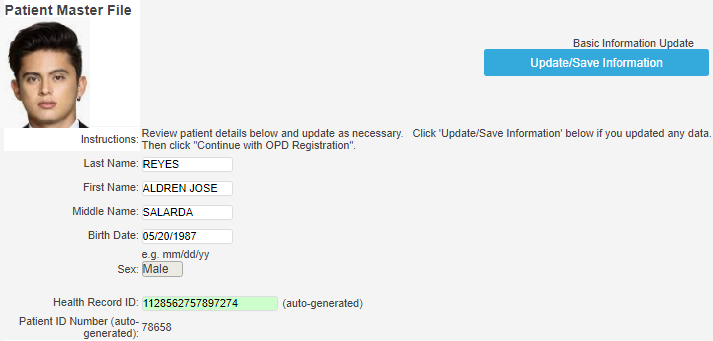 Patient Master File
Basic Information Update
Update/Save Information
Instructions: Review patient details below and update as necessary. Click 'Update/Save Information' below if you updated any data.
Then click "Continue with OPD Registration".
Last Name: REYES
First Name: ALDREN JOSE
Middle Name: SALARDA
Birth Date: 05/20/1987
e.g. mm/dd/yy
Sex: Male
Health Record ID: 1128562757897274 (auto-generated)
Patient ID Number (auto-
generated): 78658